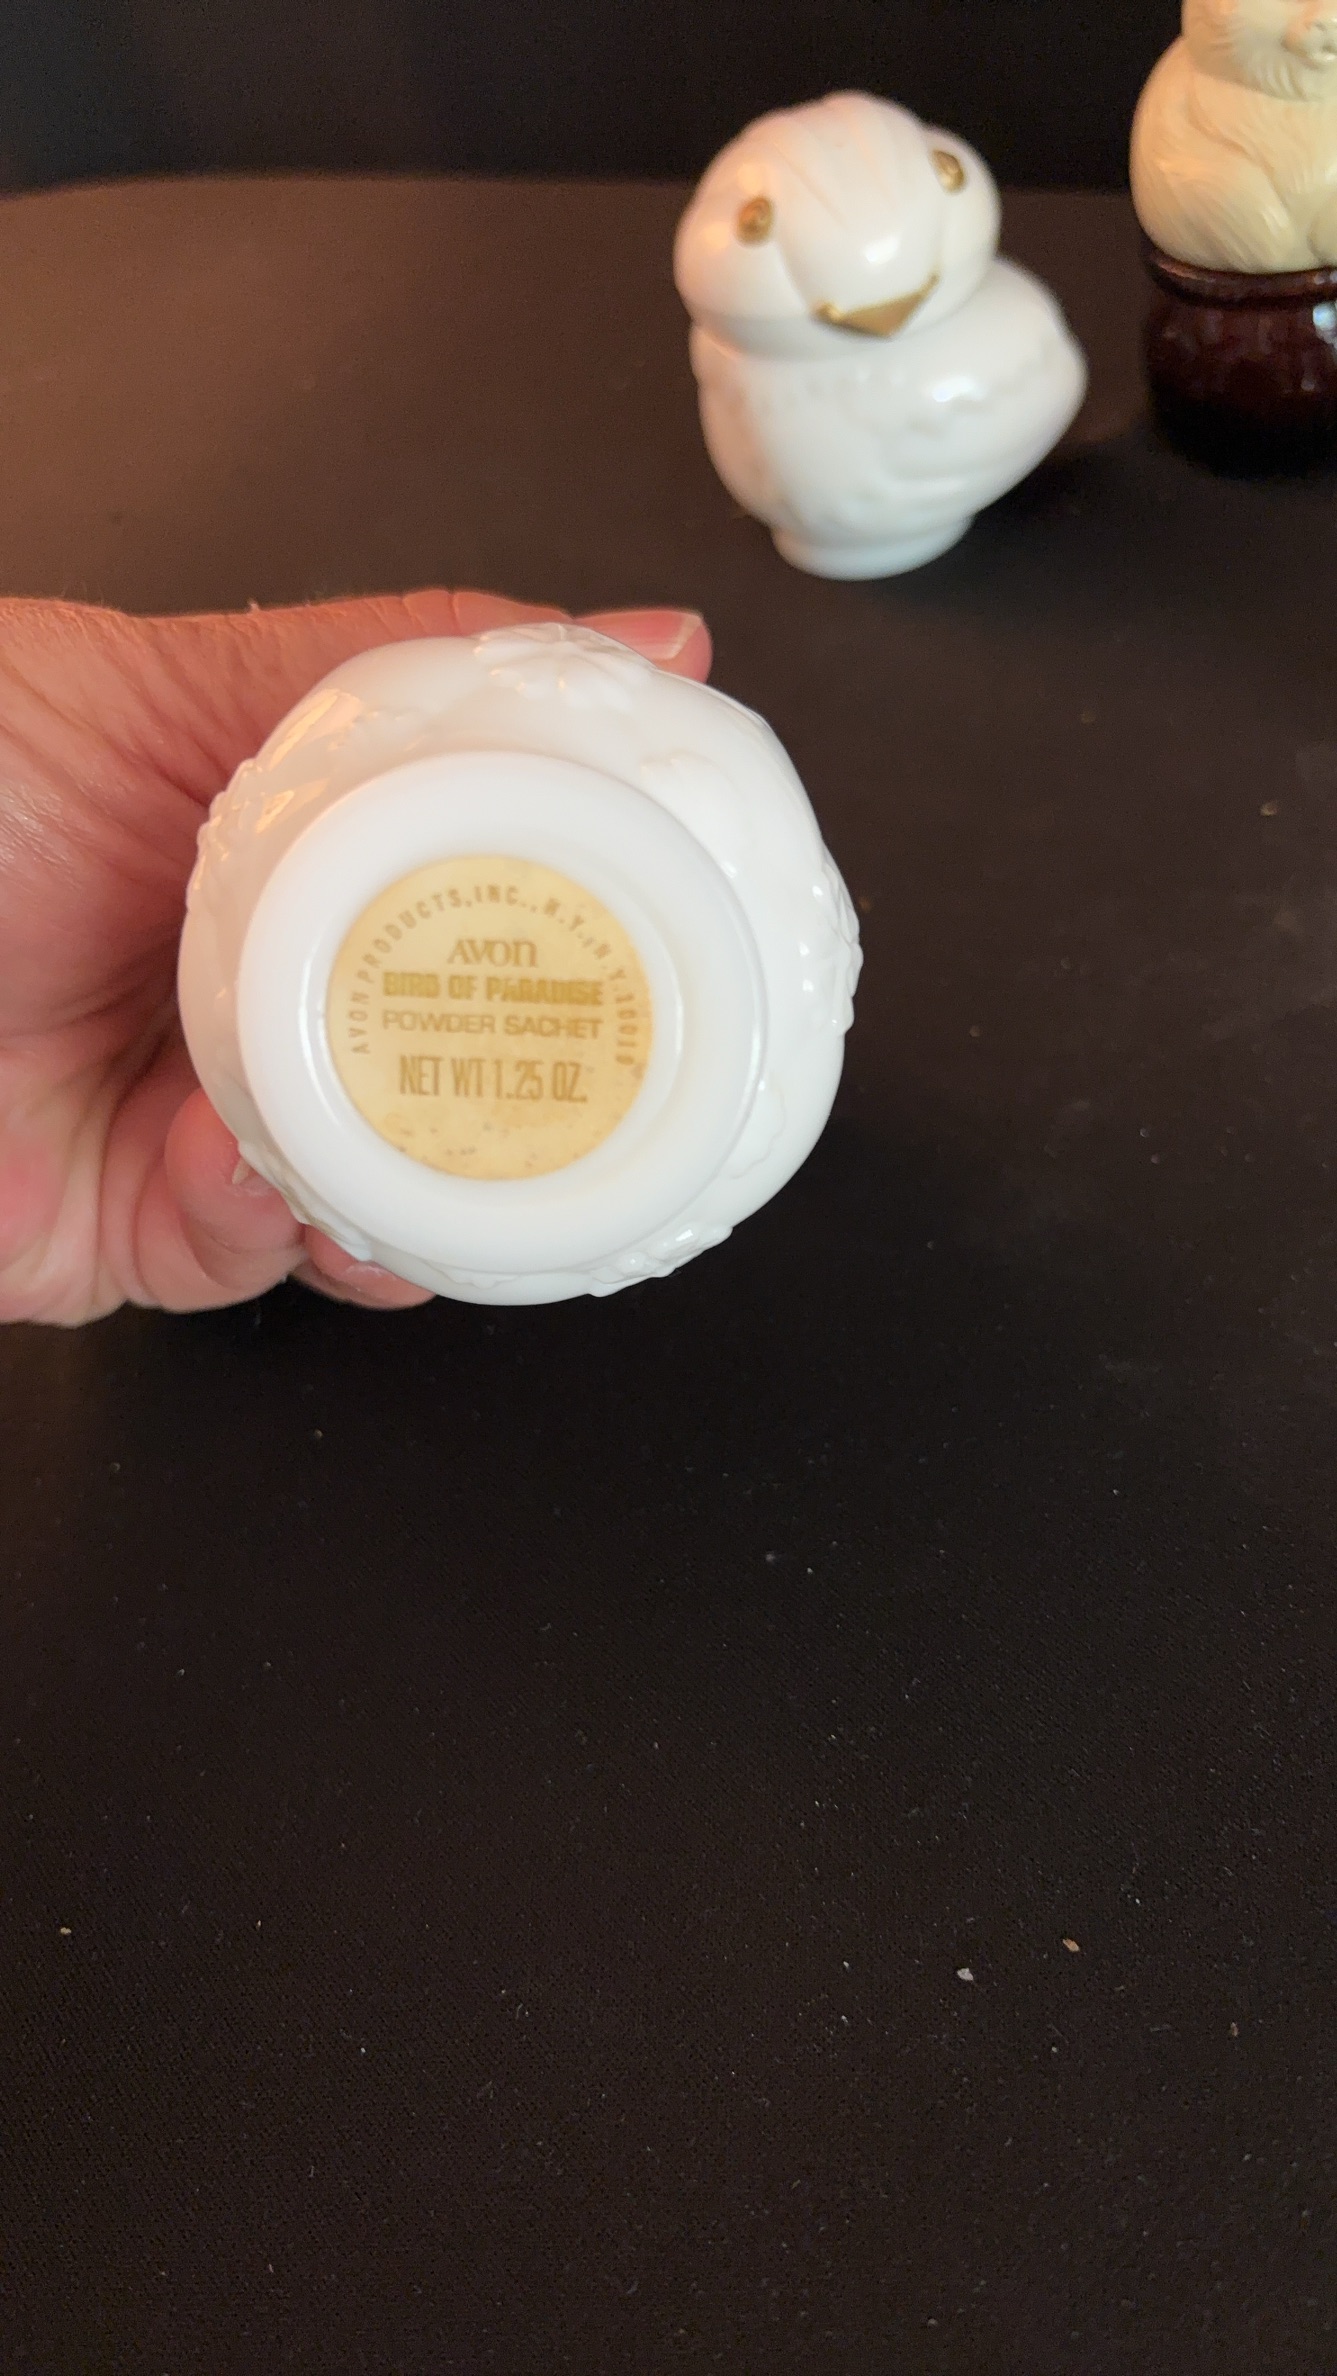 AVON PRODUCTS, INC., N.Y., N.Y. 10019
AVON
BIRD OF PARADISE
POWDER SACHET
NET WT 1.25 OZ.